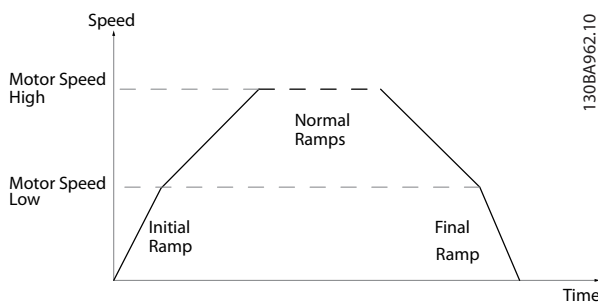 Speed
130BA962.10
Motor Speed
High
Normal
Ramps
Motor Speed
Low
Initial
Ramp
Final
Ramp
Time